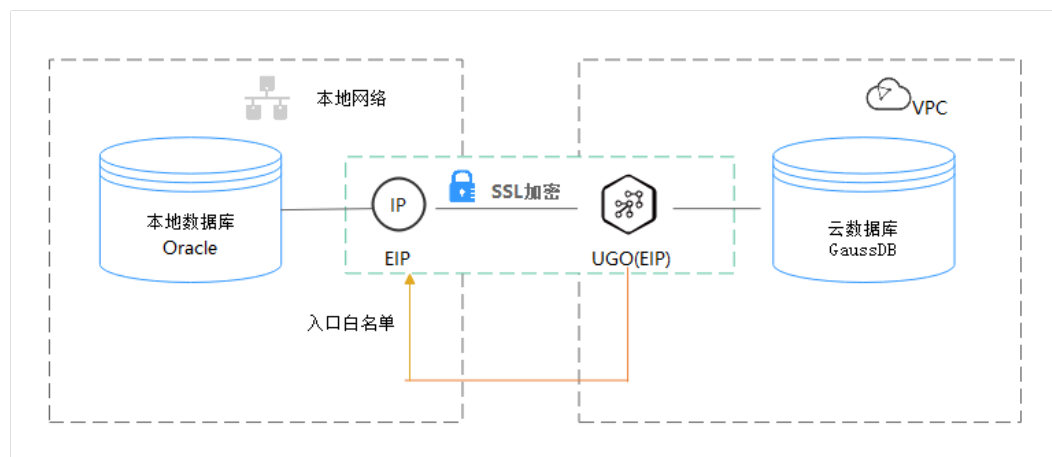 本地网络
VPC
IP
SSL加密
本地数据库
Oracle
云数据库
GaussDB
EIP
UGO(EIP)
入口白名单